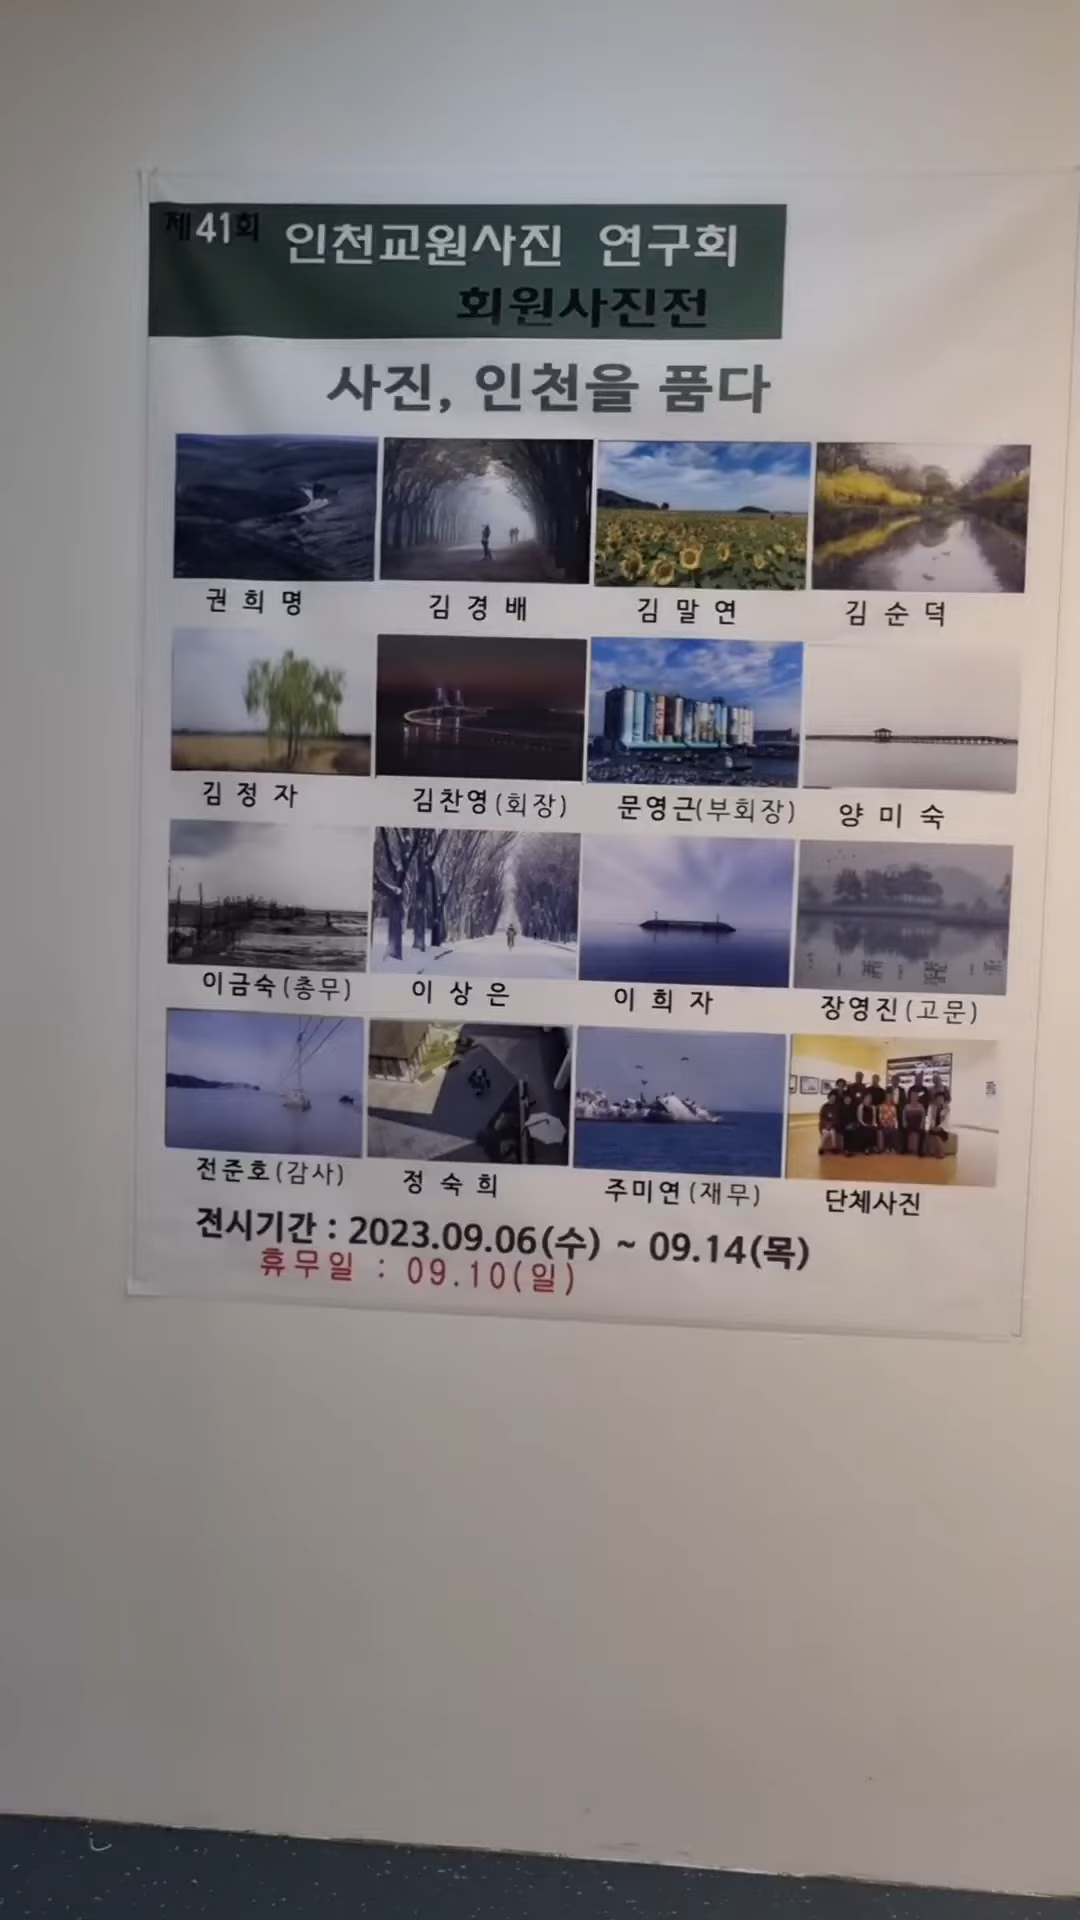 제41회 인천교원사진 연구회
회원사진전
사진, 인천을 품다
권희명 김경배 김말연 김순덕
김정자 김찬영(회장) 문영근(부회장) 양미숙
이금숙(총무) 이상은 이희자 장영진(고문)
전준호(감사) 정숙희 주미연(재무) 단체사진
전시기간 : 2023.09.06(수) ~ 09.14(목)
휴무일 : 09.10(일)